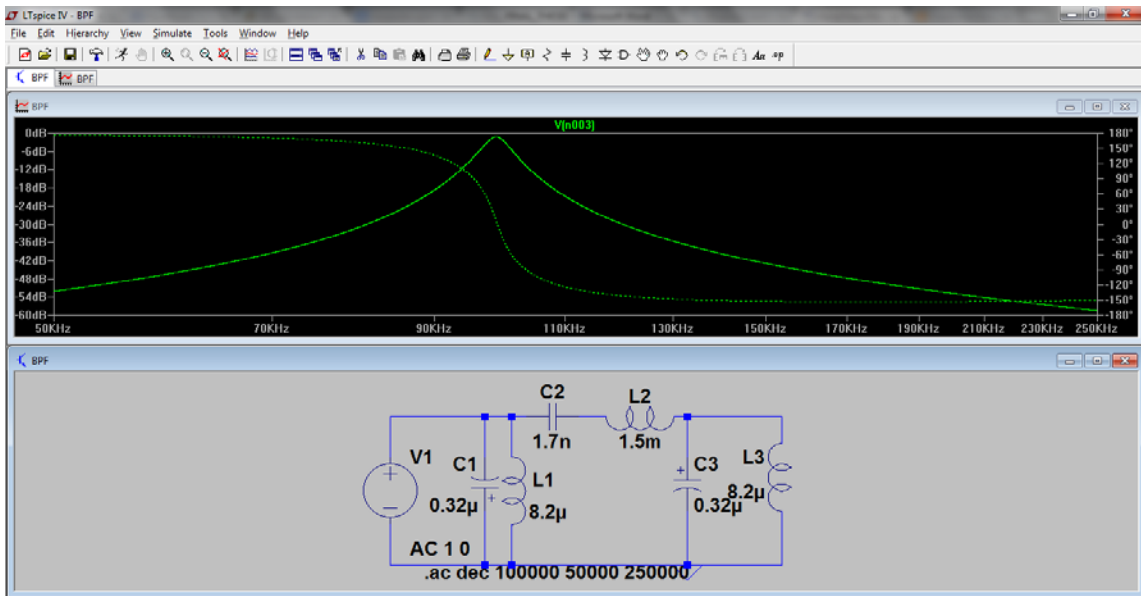 LTspice IV - BPF
File Edit Hierarchy View Simulate Tools Window Help
BPF BPF
BPF
V(n003)
0dB
-6dB
-12dB
-18dB
-24dB
-30dB
-36dB
-42dB
-48dB
-54dB
-60dB
180°
150°
120°
90°
60°
30°
0°
-30°
-60°
-90°
-120°
-150°
-180°
50KHz 70KHz 90KHz 110KHz 130KHz 150KHz 170KHz 190KHz 210KHz 230KHz 250KHz
BPF
C2 L2
1.7n 1.5m
V1 C1 L1 C3 L3
0.32µ 8.2µ 0.32µ 8.2µ
AC 1 0
.ac dec 100000 50000 250000